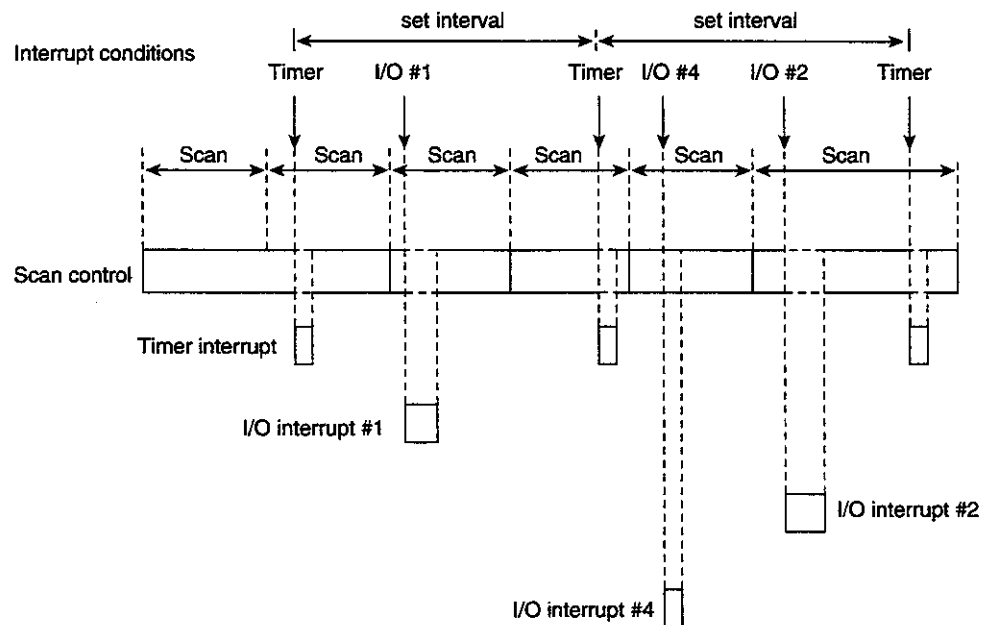 set interval set interval
Interrupt conditions
Timer I/O #1 Timer I/O #4 I/O #2 Timer
Scan Scan Scan Scan Scan Scan
Scan control
Timer interrupt
I/O interrupt #1
I/O interrupt #2
I/O interrupt #4